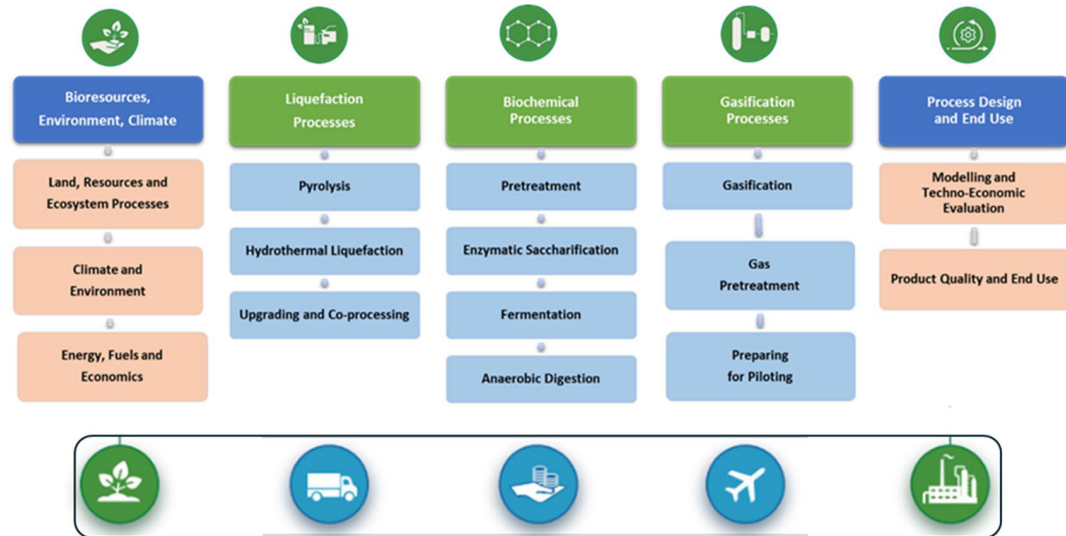 Bioresources,
Environment, Climate
Land, Resources and
Ecosystem Processes
Climate and
Environment
Energy, Fuels and
Economics
Liquefaction
Processes
Pyrolysis
Hydrothermal Liquefaction
Upgrading and Co-processing
Biochemical
Processes
Pretreatment
Enzymatic Saccharification
Fermentation
Anaerobic Digestion
Gasification
Processes
Gasification
Gas
Pretreatment
Preparing
for Piloting
Process Design
and End Use
Modelling and
Techno-Economic
Evaluation
Product Quality and End Use